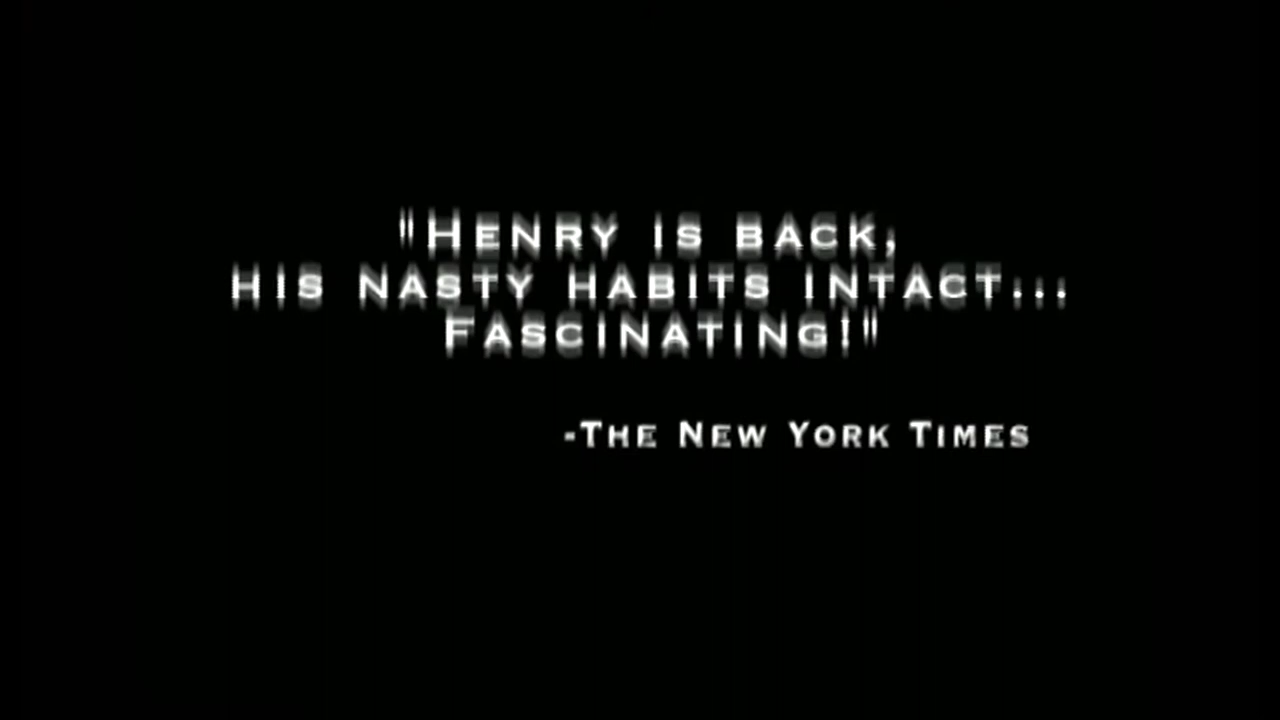 "Henry is back,
his nasty habits intact...
Fascinating!"
-The New York Times